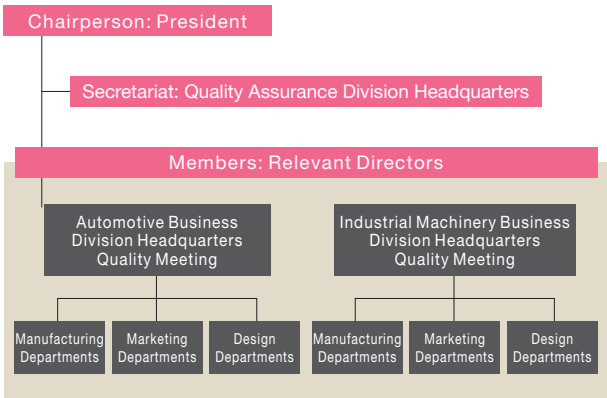 Chairperson: President
Secretariat: Quality Assurance Division Headquarters
Members: Relevant Directors
Automotive Business
Division Headquarters
Quality Meeting
Industrial Machinery Business
Division Headquarters
Quality Meeting
Manufacturing
Departments
Marketing
Departments
Design
Departments
Manufacturing
Departments
Marketing
Departments
Design
Departments